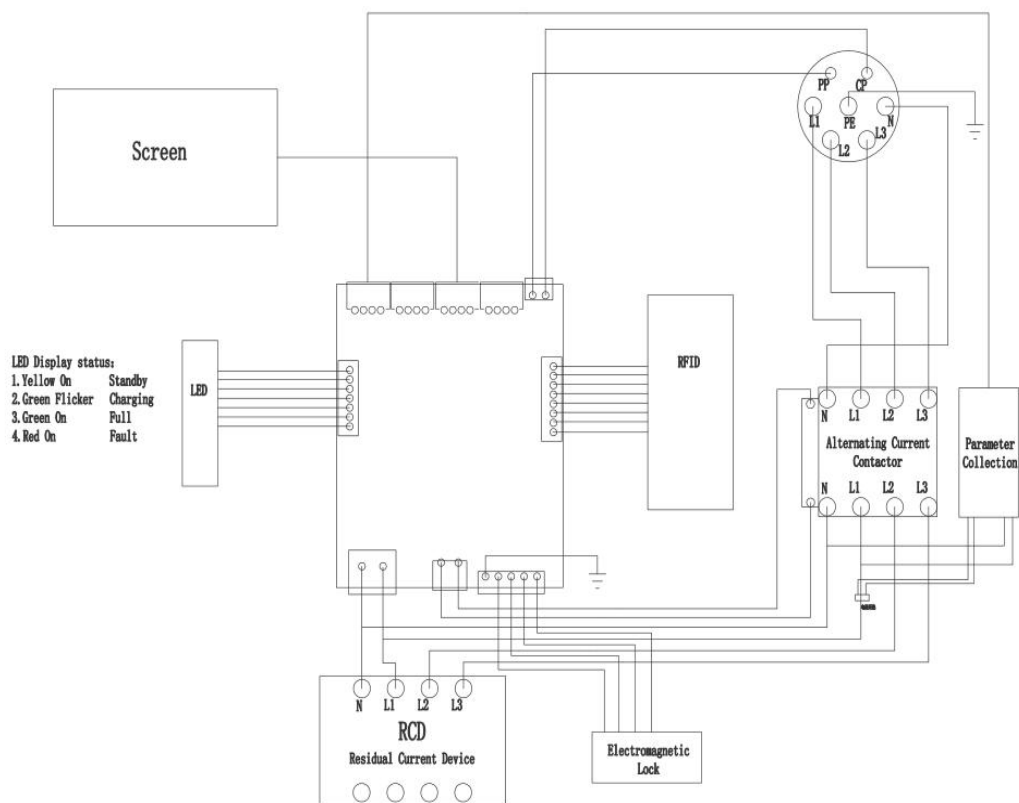 PP
CP
L1
PE
N
L2
L3
Screen
LED Display status:
1.Yellow On Standby
2.Green Flicker Charging
3.Green On Full
4.Red On Fault
LED
RFID
N L1 L2 L3
Alternating Current
Contactor
N L1 L2 L3
Parameter
Collection
N L1 L2 L3
RCD
Residual Current Device
Electromagnetic
Lock